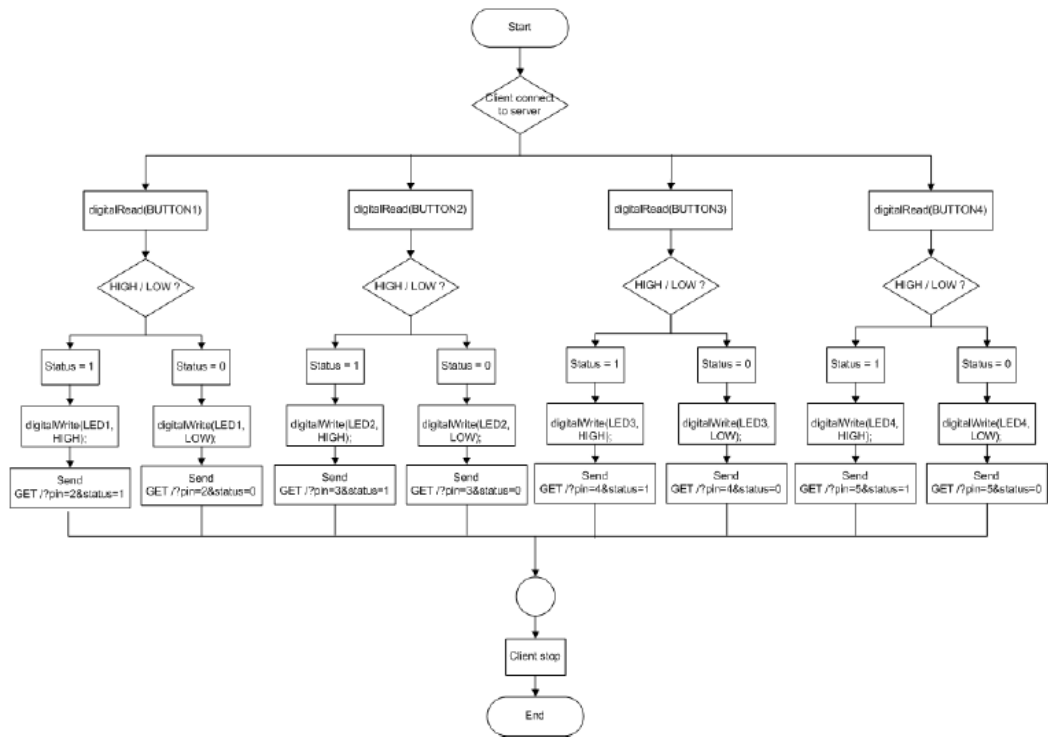 Start
Client connect
to server
digitalRead(BUTTON1)
digitalRead(BUTTON2)
digitalRead(BUTTON3)
digitalRead(BUTTON4)
HIGH / LOW ?
HIGH / LOW ?
HIGH / LOW ?
HIGH / LOW ?
Status = 1
Status = 0
Status = 1
Status = 0
Status = 1
Status = 0
Status = 1
Status = 0
digitalWrite(LED1,
HIGH);
digitalWrite(LED1,
LOW);
digitalWrite(LED2,
HIGH);
digitalWrite(LED2,
LOW);
digitalWrite(LED3,
HIGH);
digitalWrite(LED3,
LOW);
digitalWrite(LED4,
HIGH);
digitalWrite(LED4,
LOW);
Send
GET /?pin=2&status=1
Send
GET /?pin=2&status=0
Send
GET /?pin=3&status=1
Send
GET /?pin=3&status=0
Send
GET /?pin=4&status=1
Send
GET /?pin=4&status=0
Send
GET /?pin=5&status=1
Send
GET /?pin=5&status=0
Client stop
End